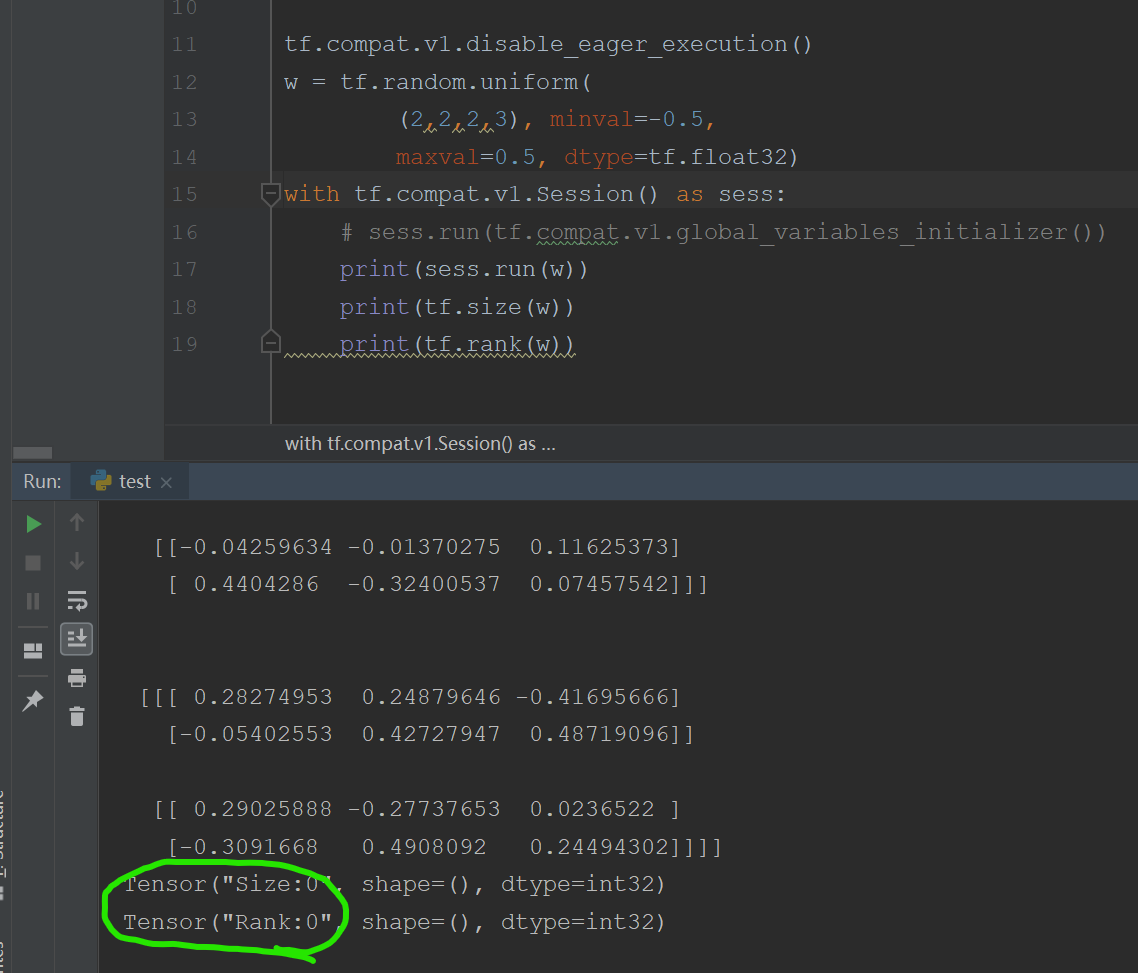 10
11 tf.compat.v1.disable_eager_execution()
12 w = tf.random.uniform(
13 (2,2,2,3), minval=-0.5,
14 maxval=0.5, dtype=tf.float32)
15 with tf.compat.v1.Session() as sess:
16 # sess.run(tf.compat.v1.global_variables_initializer())
17 print(sess.run(w))
18 print(tf.size(w))
19 print(tf.rank(w))
with tf.compat.v1.Session() as ...
Run: test
[[-0.04259634 -0.01370275 0.11625373]
[ 0.4404286 -0.32400537 0.07457542]]]
[[[ 0.28274953 0.24879646 -0.41695666]
[-0.05402553 0.42727947 0.48719096]]
[[ 0.29025888 -0.27737653 0.0236522 ]
[-0.3091668 0.4908092 0.24494302]]]]
Tensor("Size:0", shape=(), dtype=int32)
Tensor("Rank:0", shape=(), dtype=int32)